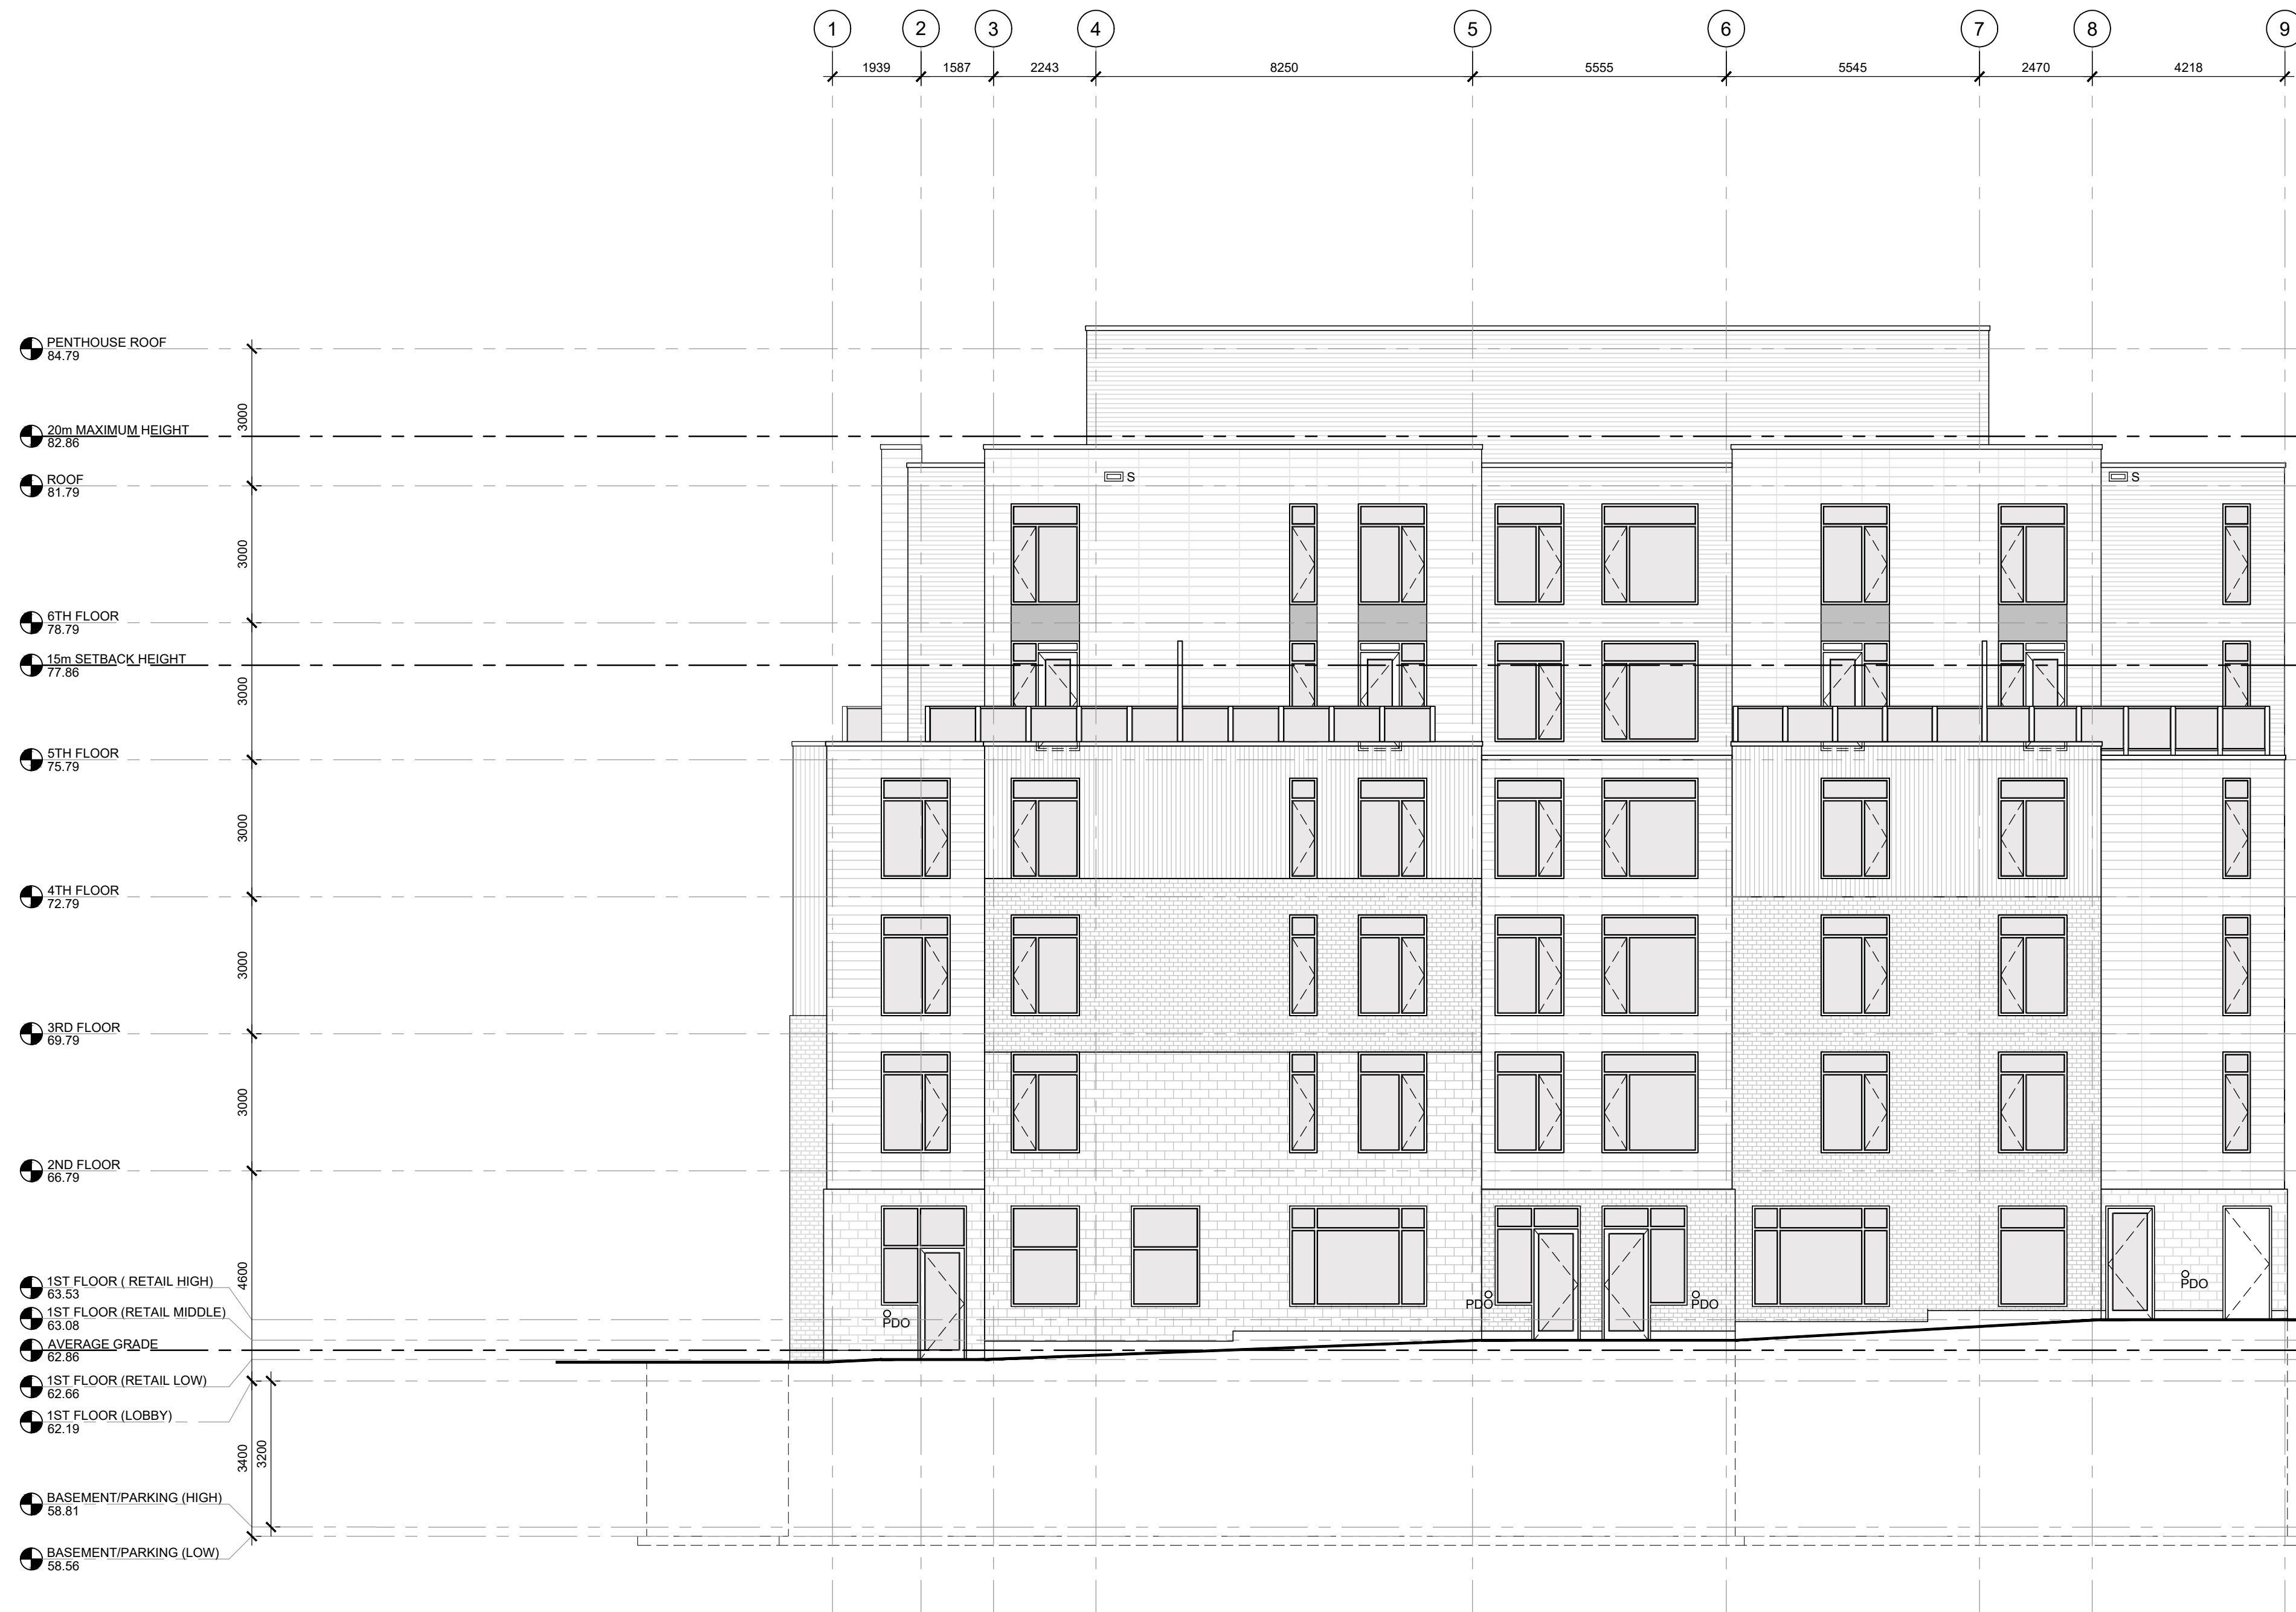 1 2 3 4 5 6 7 8 9
1939 1587 2243 8250 5555 5545 2470 4218
PENTHOUSE ROOF
84.79
3000
20m MAXIMUM HEIGHT
82.86
ROOF
81.79
S
S
3000
6TH FLOOR
78.79
15m SETBACK HEIGHT
77.86
3000
5TH FLOOR
75.79
3000
4TH FLOOR
72.79
3000
3RD FLOOR
69.79
3000
2ND FLOOR
66.79
4600
1ST FLOOR ( RETAIL HIGH)
63.53
PDO
PDO
PDO
PDO
1ST FLOOR (RETAIL MIDDLE)
63.08
AVERAGE GRADE
62.86
1ST FLOOR (RETAIL LOW)
62.66
1ST FLOOR (LOBBY)
62.19
3400
3200
BASEMENT/PARKING (HIGH)
58.81
BASEMENT/PARKING (LOW)
58.56